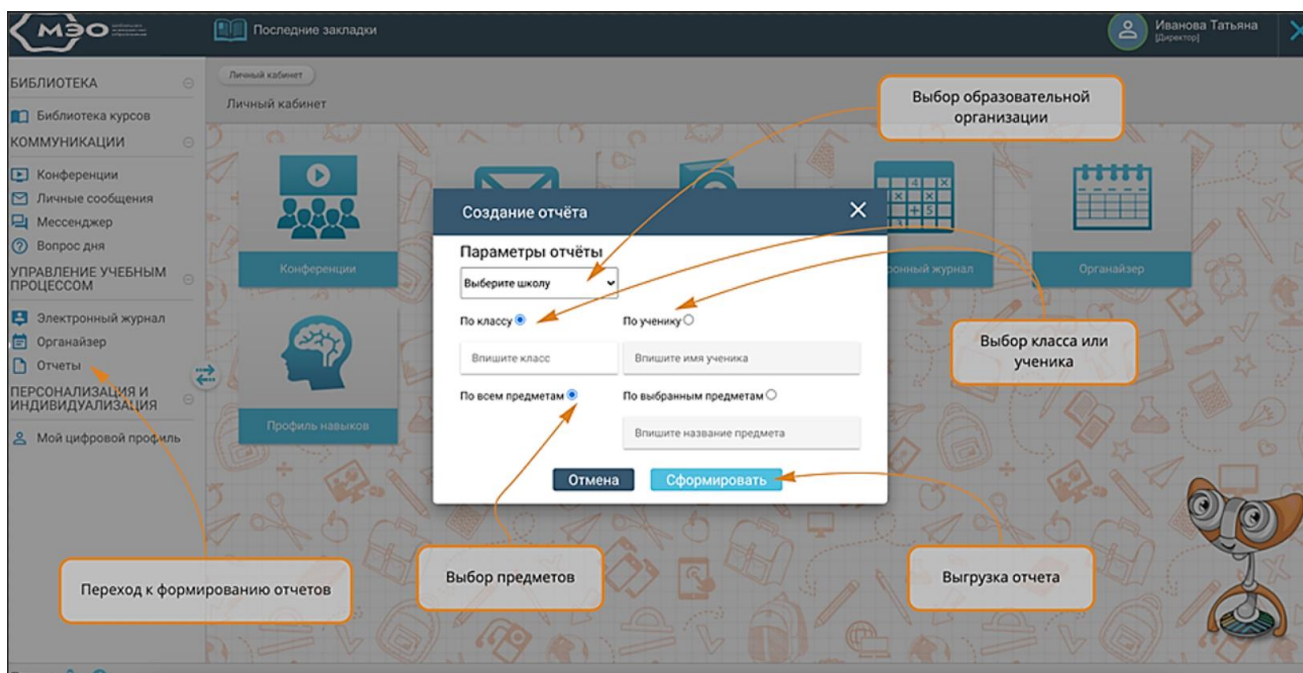 МЭО
Последние закладки
Иванова Татьяна
[Директор]
БИБЛИОТЕКА
Библиотека курсов
КОММУНИКАЦИИ
Конференции
Личные сообщения
Мессенджер
Вопрос дня
УПРАВЛЕНИЕ УЧЕБНЫМ
ПРОЦЕССОМ
Электронный журнал
Органайзер
Отчеты
ПЕРСОНАЛИЗАЦИЯ И
ИНДИВИДУАЛИЗАЦИЯ
Мой цифровой профиль
Личный кабинет
Личный кабинет
Выбор образовательной
организации
Конференции
онный журнал
Органайзер
Профиль навыков
Создание отчёта
Параметры отчёты
Выберите школу
По классу
По ученику
Впишите класс
Впишите имя ученика
По всем предметам
По выбранным предметам
Впишите название предмета
Отмена
Сформировать
Выбор класса или
ученика
Переход к формированию отчетов
Выбор предметов
Выгрузка отчета